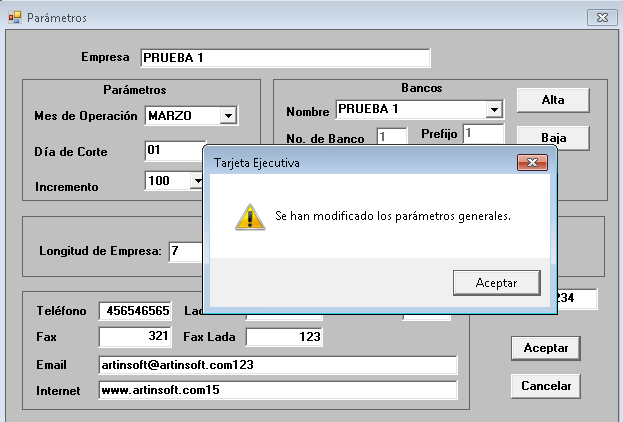 Parámetros
Empresa PRUEBA 1
Parámetros
Mes de Operación MARZO
Día de Corte 01
Incremento 100
Bancos
Nombre PRUEBA 1
No. de Banco 1 Prefijo 1
Alta
Baja
Tarjeta Ejecutiva
Se han modificado los parámetros generales.
Aceptar
Longitud de Empresa: 7
234
Teléfono 456546565
Fax 321 Fax Lada 123
Email artinsoft@artinsoft.com123
Internet www.artinsoft.com15
Aceptar
Cancelar